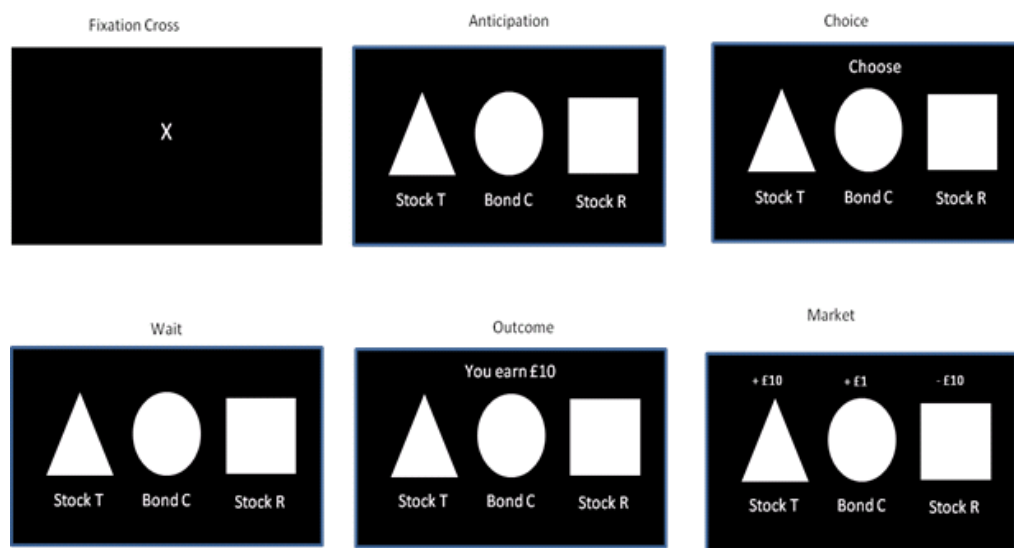 Fixation Cross
X
Anticipation
Stock T Bond C Stock R
Choice
Choose
Stock T Bond C Stock R
Wait
Stock T Bond C Stock R
Outcome
You earn £10
Stock T Bond C Stock R
Market
+ £10 + £1 - £10
Stock T Bond C Stock R